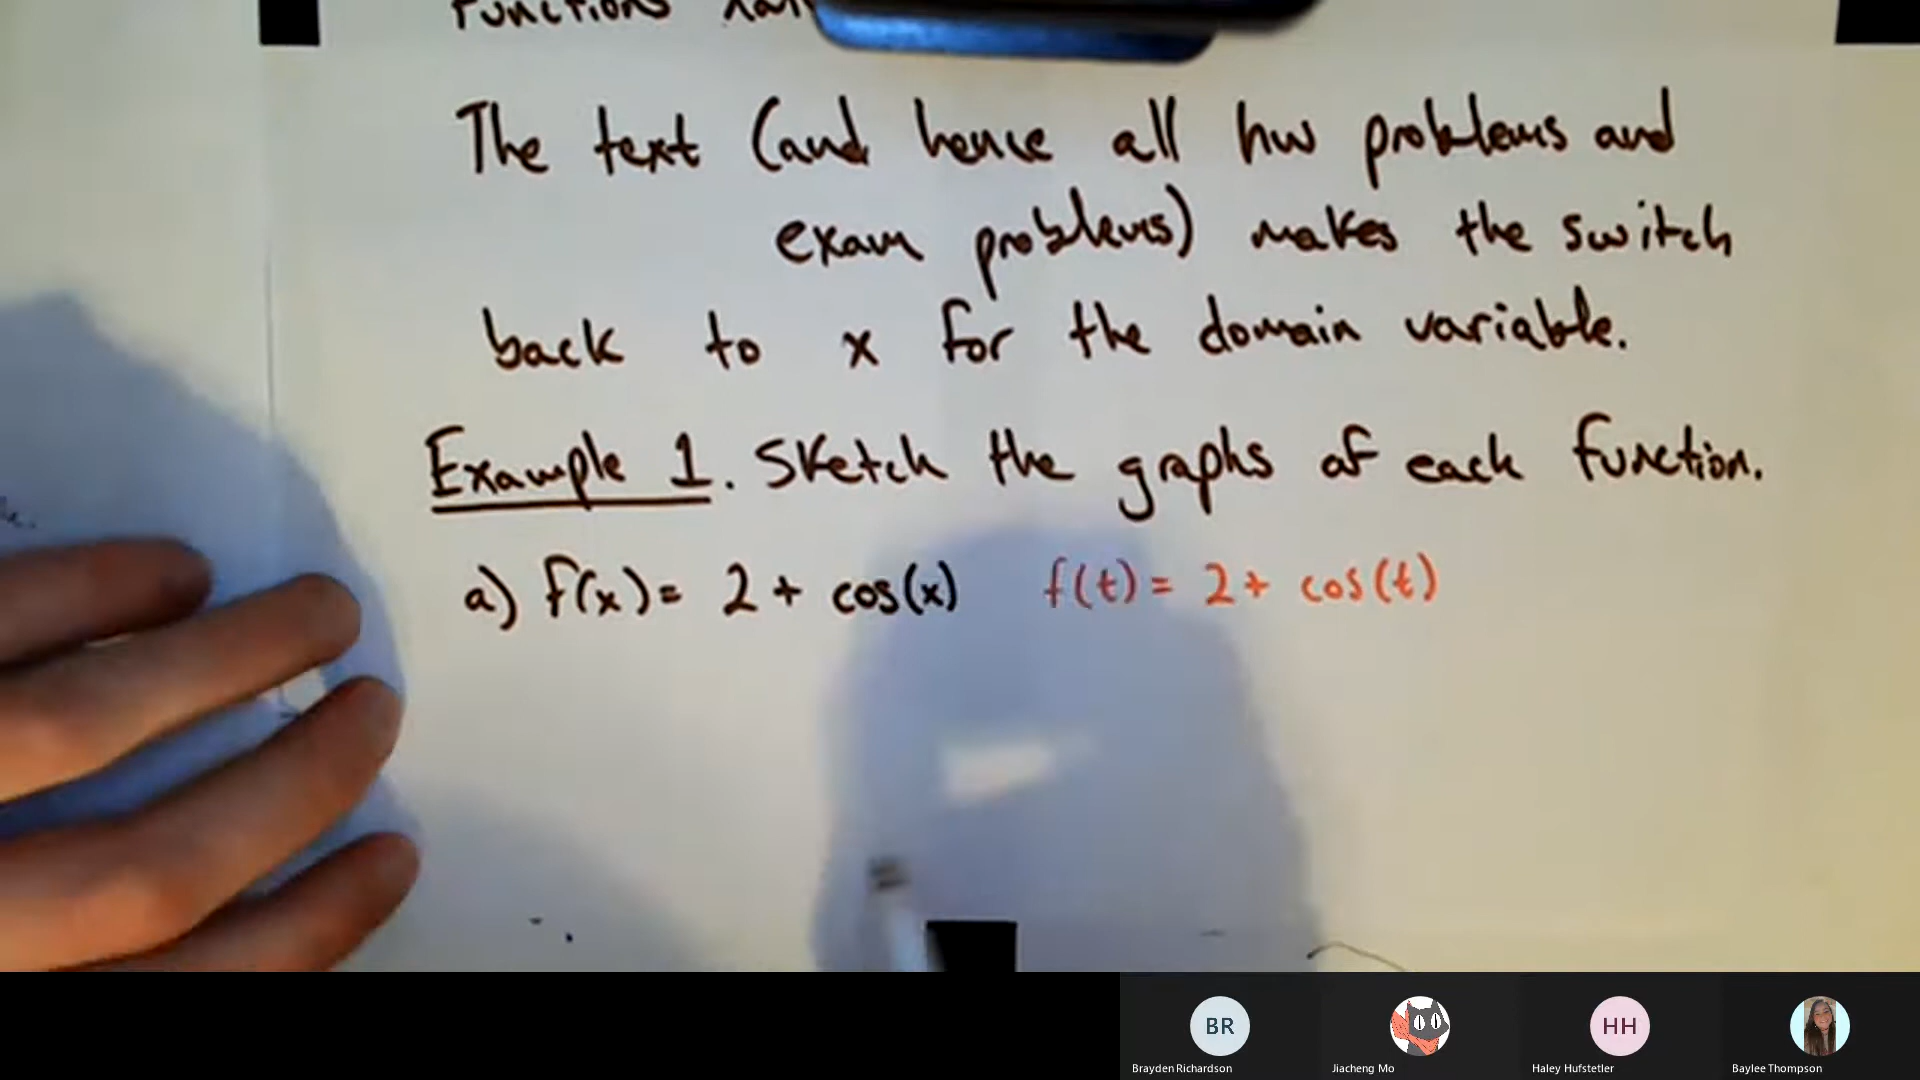 functions
The text (and hence all hw problems and
exam problems) makes the switch
back to x for the domain variable.
Example 1. Sketch the graphs of each function.
a) f(x) = 2 + cos(x) f(t) = 2 + cos(t)
BR HH
Brayden Richardson Jiacheng Mo Haley Hufstetler Baylee Thompson